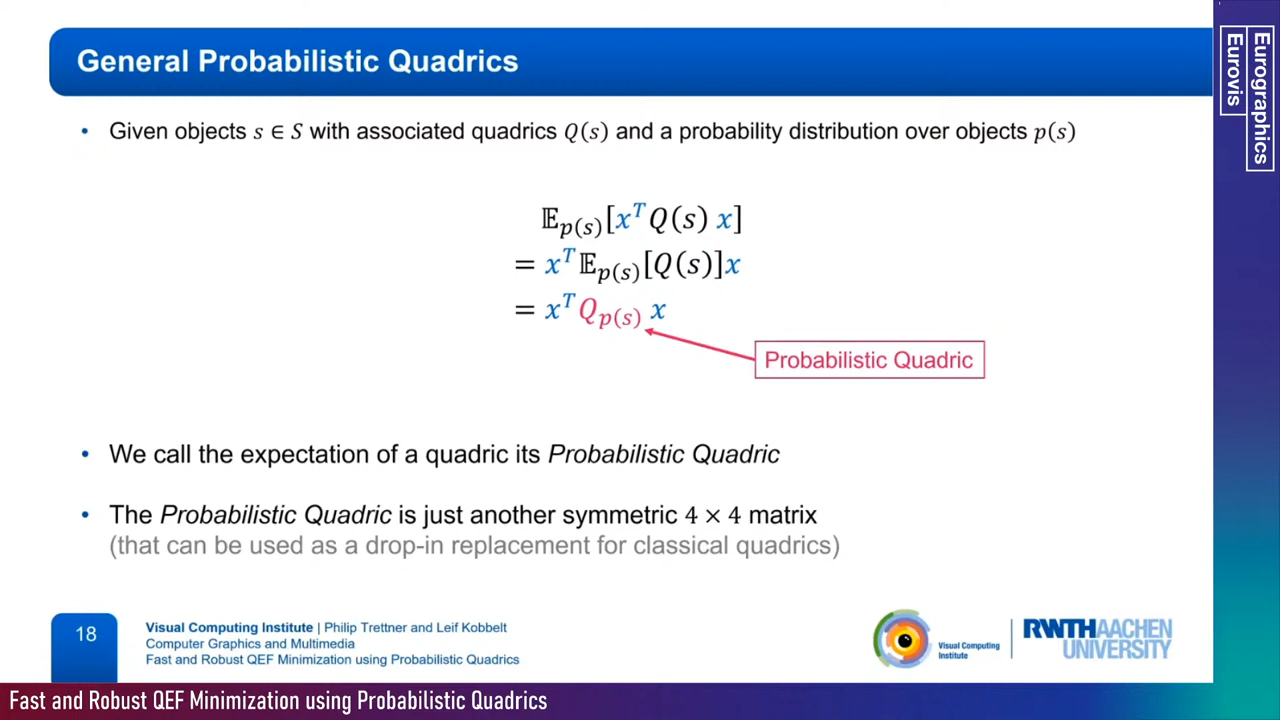 General Probabilistic Quadrics
Eurovis
Eurographics
• Given objects s ∈ S with associated quadrics Q(s) and a probability distribution over objects p(s)
𝔼p(s)[xᵀQ(s) x]
= xᵀ𝔼p(s)[Q(s)]x
= xᵀQp(s) x
Probabilistic Quadric
• We call the expectation of a quadric its Probabilistic Quadric
• The Probabilistic Quadric is just another symmetric 4 × 4 matrix
(that can be used as a drop-in replacement for classical quadrics)
18
Visual Computing Institute | Philip Trettner and Leif Kobbelt
Computer Graphics and Multimedia
Fast and Robust QEF Minimization using Probabilistic Quadrics
Visual Computing
Institute
RWTH AACHEN
UNIVERSITY
Fast and Robust QEF Minimization using Probabilistic Quadrics